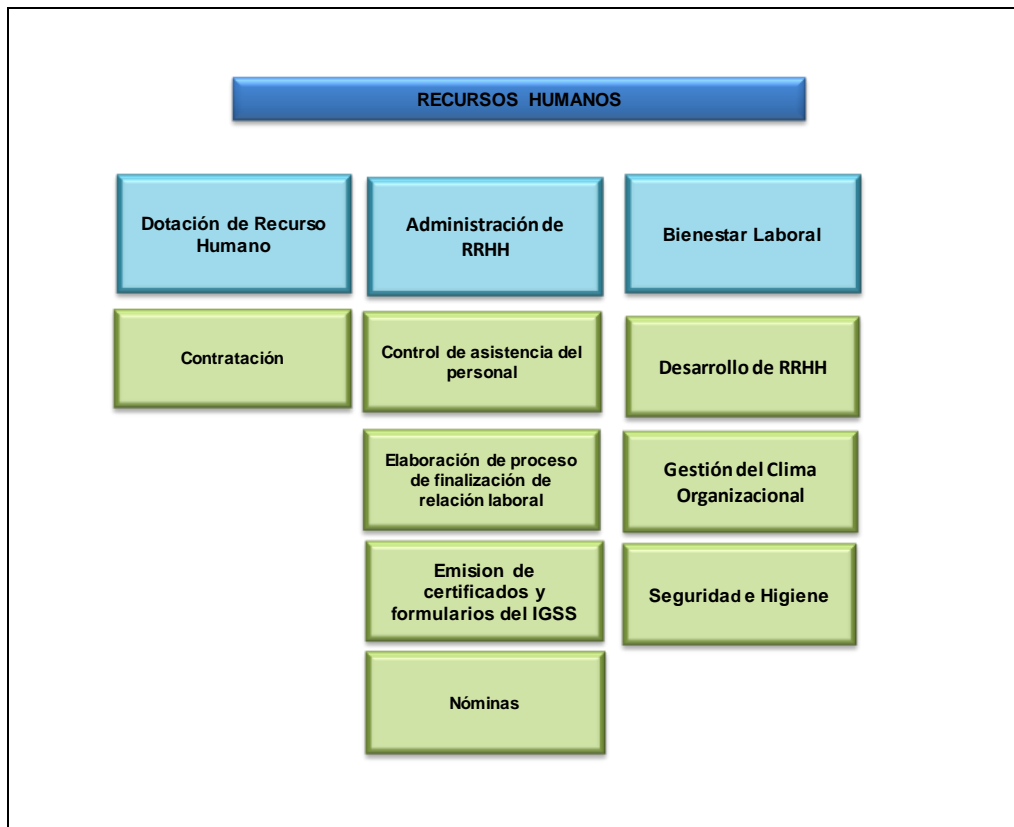 RECURSOS HUMANOS
Dotación de Recurso
Humano
Administración de
RRHH
Bienestar Laboral
Contratación
Control de asistencia del
personal
Desarrollo de RRHH
Elaboración de proceso
de finalización de
relación laboral
Gestión del Clima
Organizacional
Emision de
certificados y
formularios del IGSS
Seguridad e Higiene
Nóminas